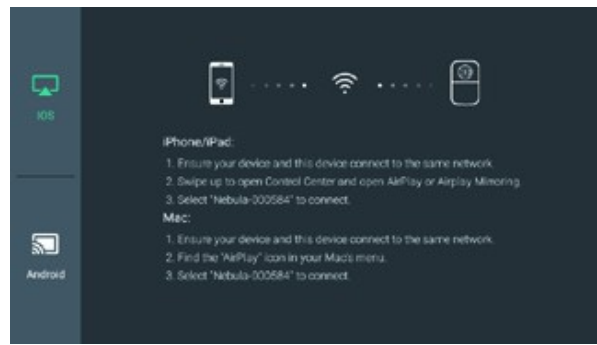 iOS
Android
iPhone/iPad:
1. Ensure your device and this device connect to the same network.
2. Swipe up to open Control Center and open AirPlay or Airplay Mirroring.
3. Select "Nebula-000584" to connect.
Mac:
1. Ensure your device and this device connect to the same network.
2. Find the "AirPlay" icon in your Mac's menu.
3. Select "Nebula-000584" to connect.